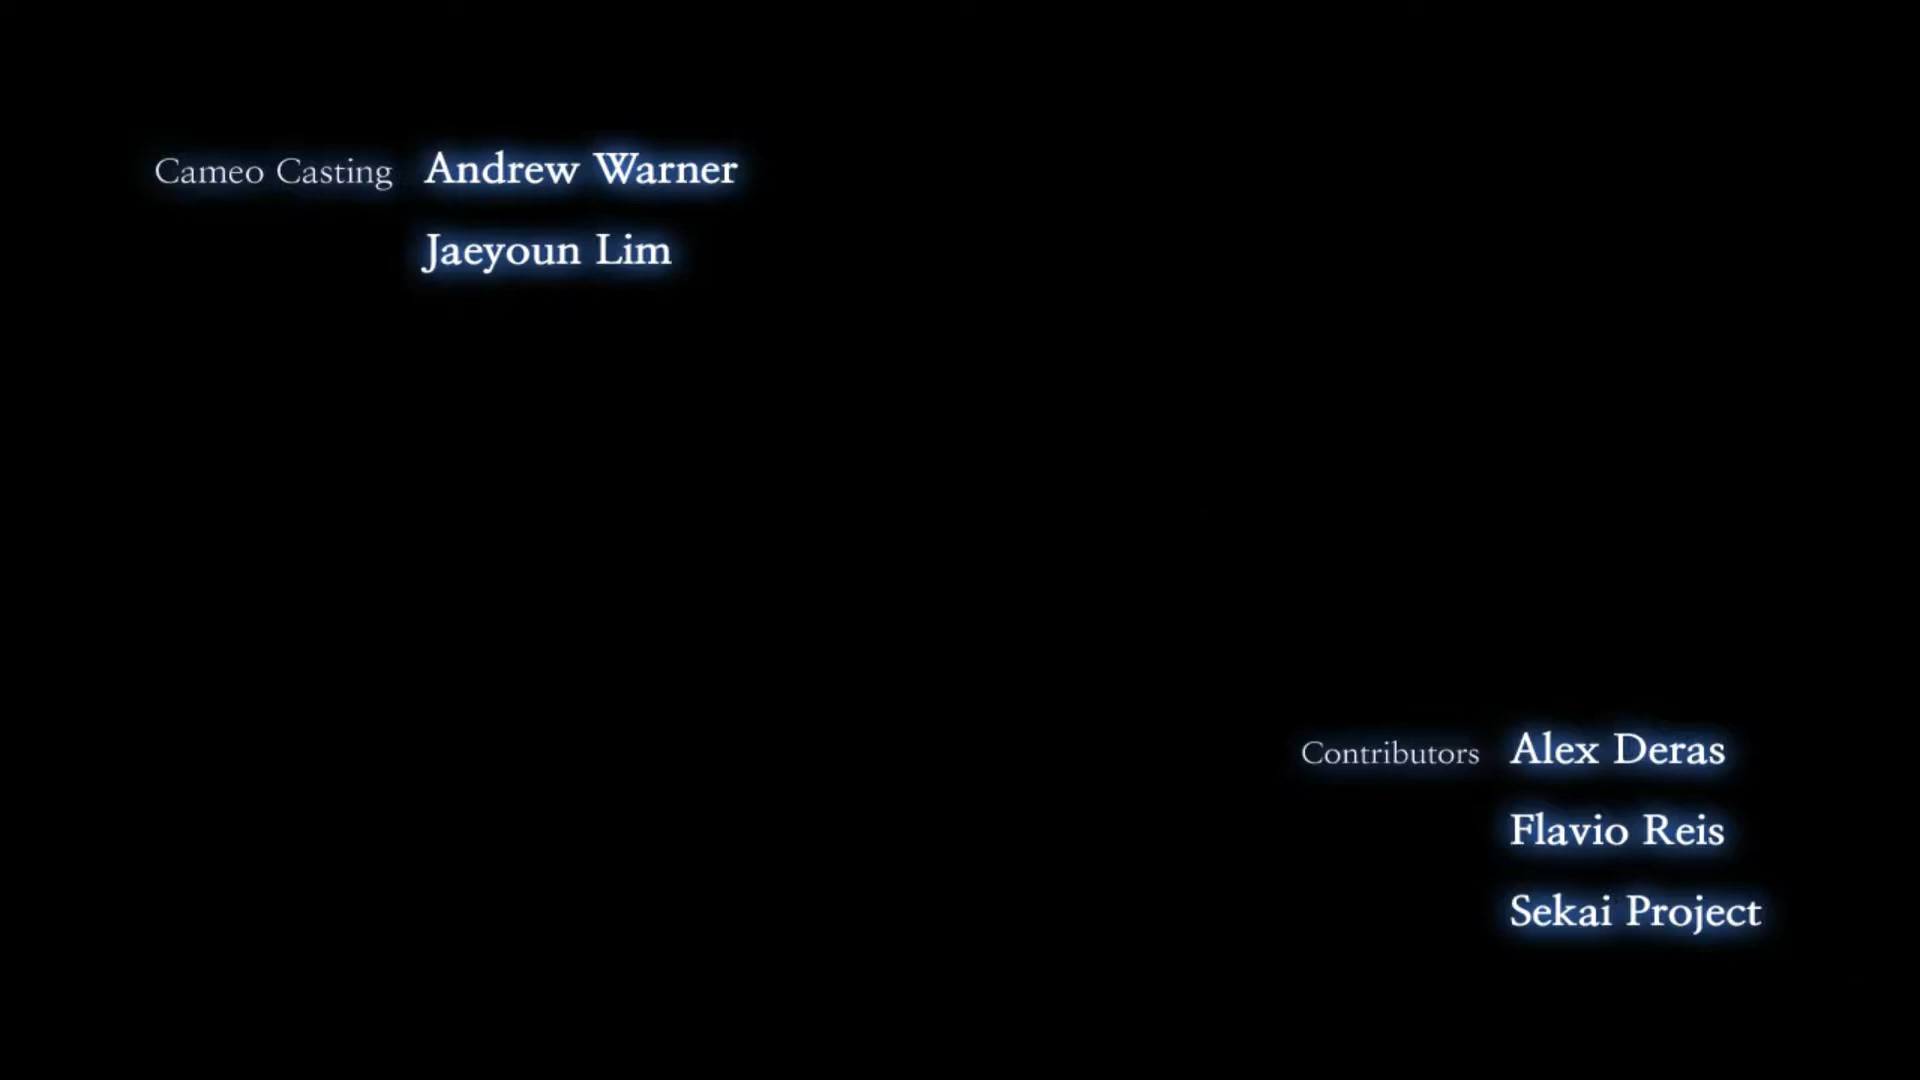 Cameo Casting Andrew Warner
Jaeyoun Lim
Contributors Alex Deras
Flavio Reis
Sekai Project